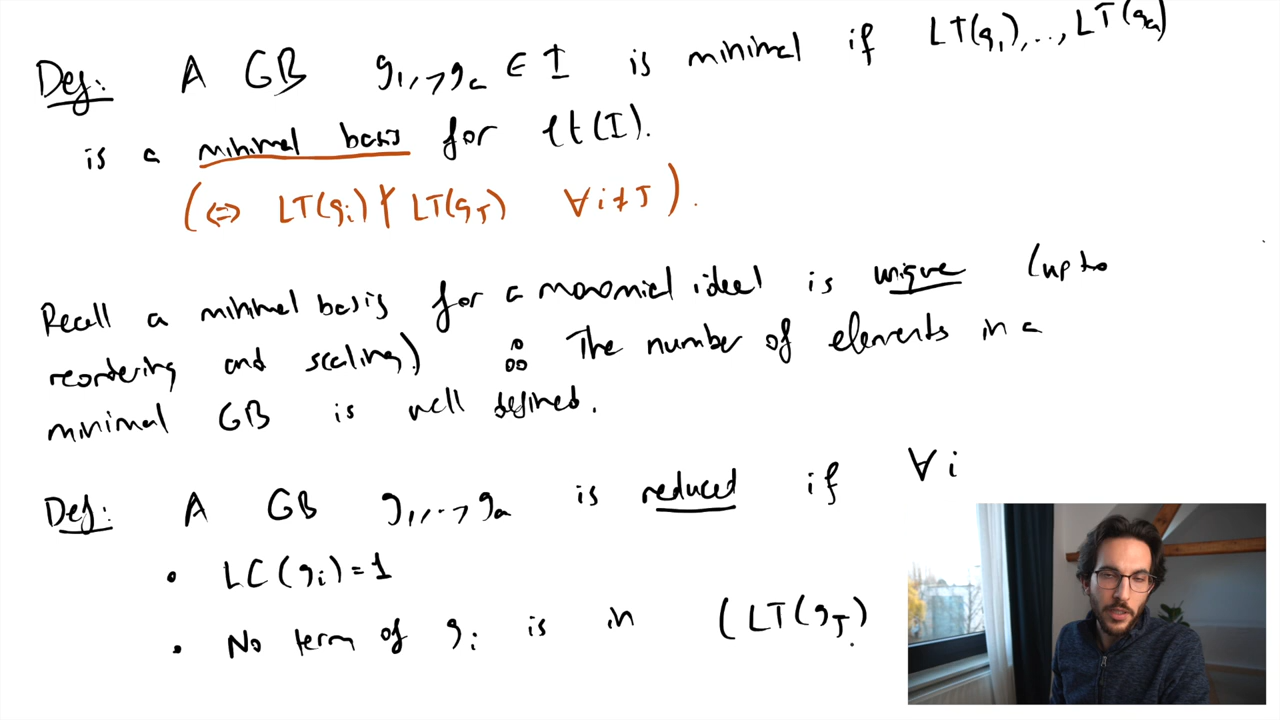 Def: A GB g₁,..,gₐ ∈ I is minimal if LT(g₁),..,LT(gₐ)
is a minimal basis for lt(I).
(⇔ LT(gᵢ) ∤ LT(g_J) ∀ i ≠ J).
Recall a minimal basis for a monomial ideal is unique (up to
reordering and scaling) ∴ The number of elements in a
minimal GB is well defined.
Def: A GB g₁,..,gₐ is reduced if ∀ i
• LC(gᵢ)=1
• No term of gᵢ is in (LT(g_J)